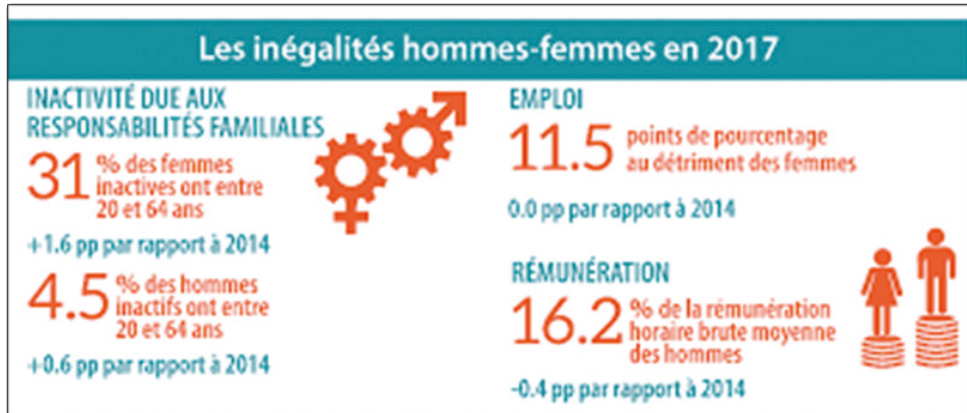 Les inégalités hommes-femmes en 2017
INACTIVITÉ DUE AUX
RESPONSABILITÉS FAMILIALES
31 % des femmes
inactives ont entre
20 et 64 ans
+1.6 pp par rapport à 2014
4.5 % des hommes
inactifs ont entre
20 et 64 ans
+0.6 pp par rapport à 2014
EMPLOI
11.5 points de pourcentage
au détriment des femmes
0.0 pp par rapport à 2014
RÉMUNÉRATION
16.2 % de la rémunération
horaire brute moyenne
des hommes
-0.4 pp par rapport à 2014